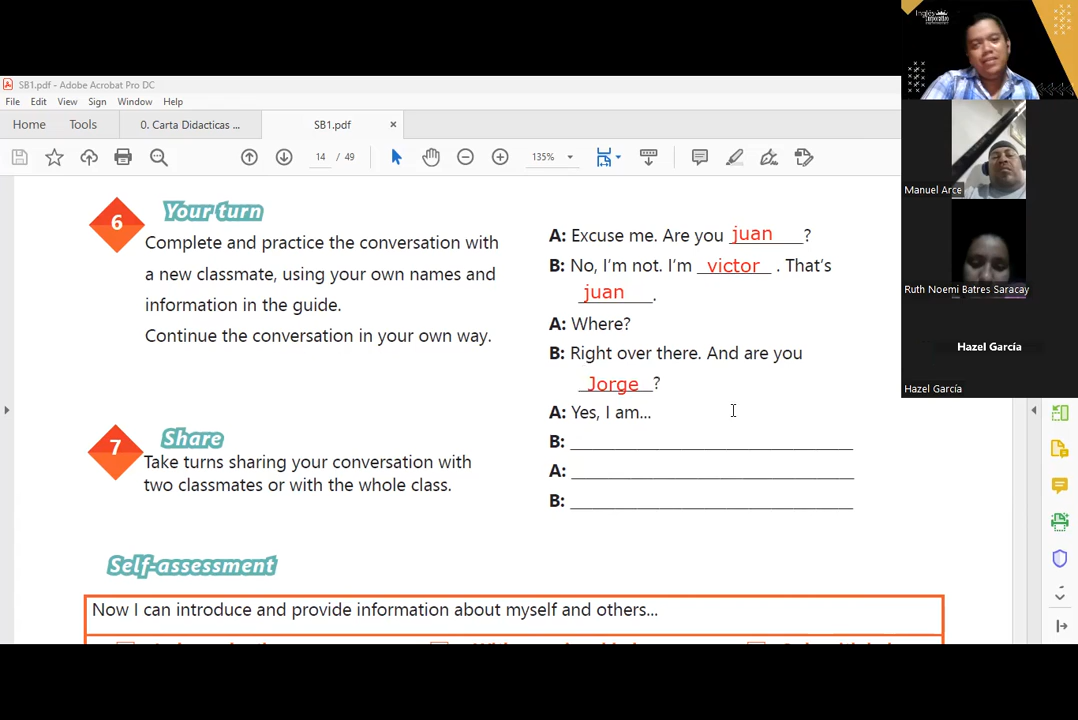 Inglés
Corporativo
SB1.pdf - Adobe Acrobat Pro DC
File Edit View Sign Window Help
Home Tools 0. Carta Didacticas ... SB1.pdf ×
14 / 49 135%
Manuel Arce
Ruth Noemi Batres Saracay
Hazel García
Hazel García
6 Your turn
Complete and practice the conversation with
a new classmate, using your own names and
information in the guide.
Continue the conversation in your own way.
7 Share
Take turns sharing your conversation with
two classmates or with the whole class.
A: Excuse me. Are you juan ?
B: No, I'm not. I'm victor . That's
juan .
A: Where?
B: Right over there. And are you
Jorge ?
A: Yes, I am...
B:
A:
B:
Self-assessment
Now I can introduce and provide information about myself and others...